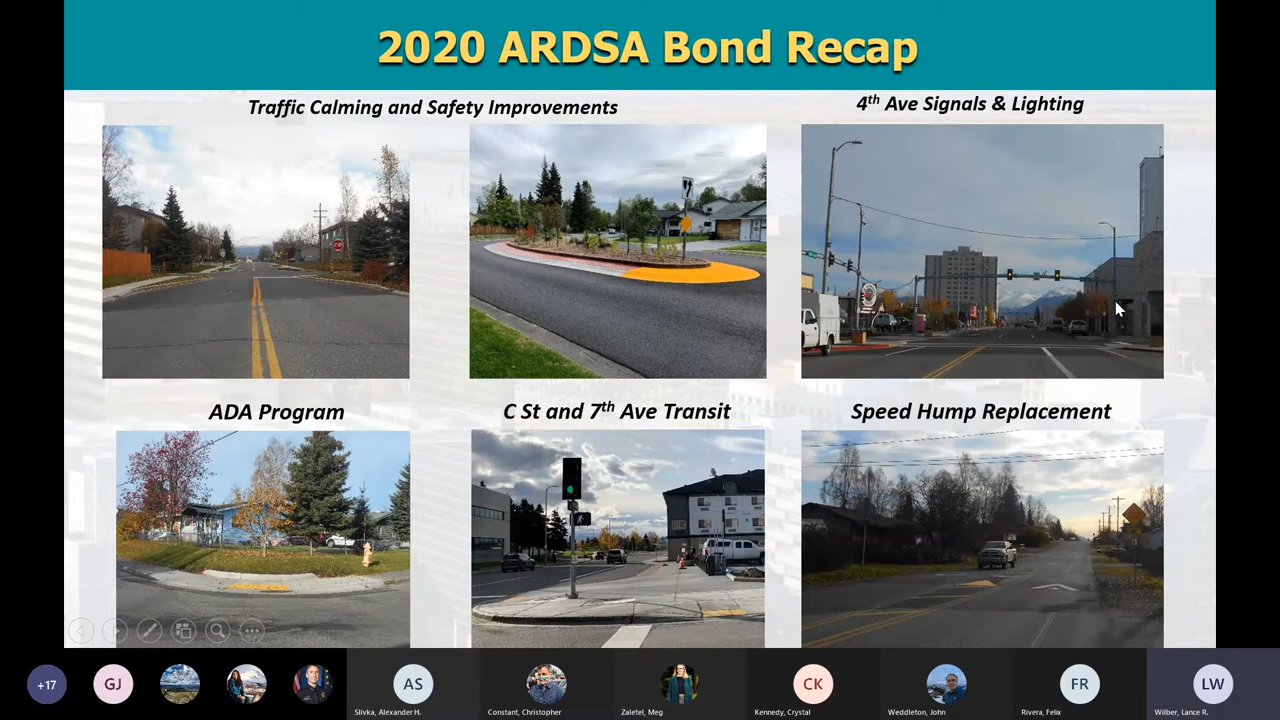 2020 ARDSA Bond Recap
Traffic Calming and Safety Improvements
4th Ave Signals & Lighting
ADA Program
C St and 7th Ave Transit
Speed Hump Replacement
+17
GJ
AS
CK
FR
LW
Slivka, Alexander H.
Constant, Christopher
Zaletel, Meg
Kennedy, Crystal
Weddleton, John
Rivera, Felix
Wilber, Lance R.